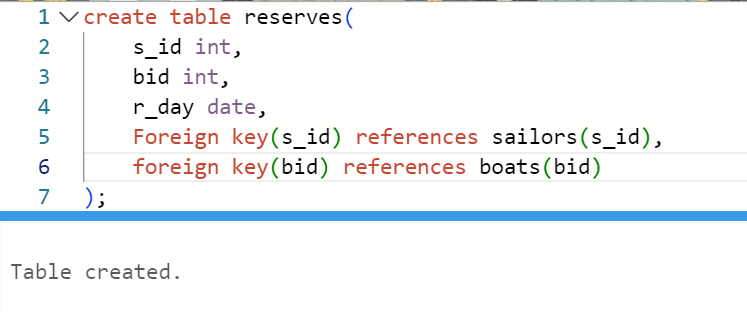 1 create table reserves(
2 s_id int,
3 bid int,
4 r_day date,
5 Foreign key(s_id) references sailors(s_id),
6 foreign key(bid) references boats(bid)
7 );
Table created.